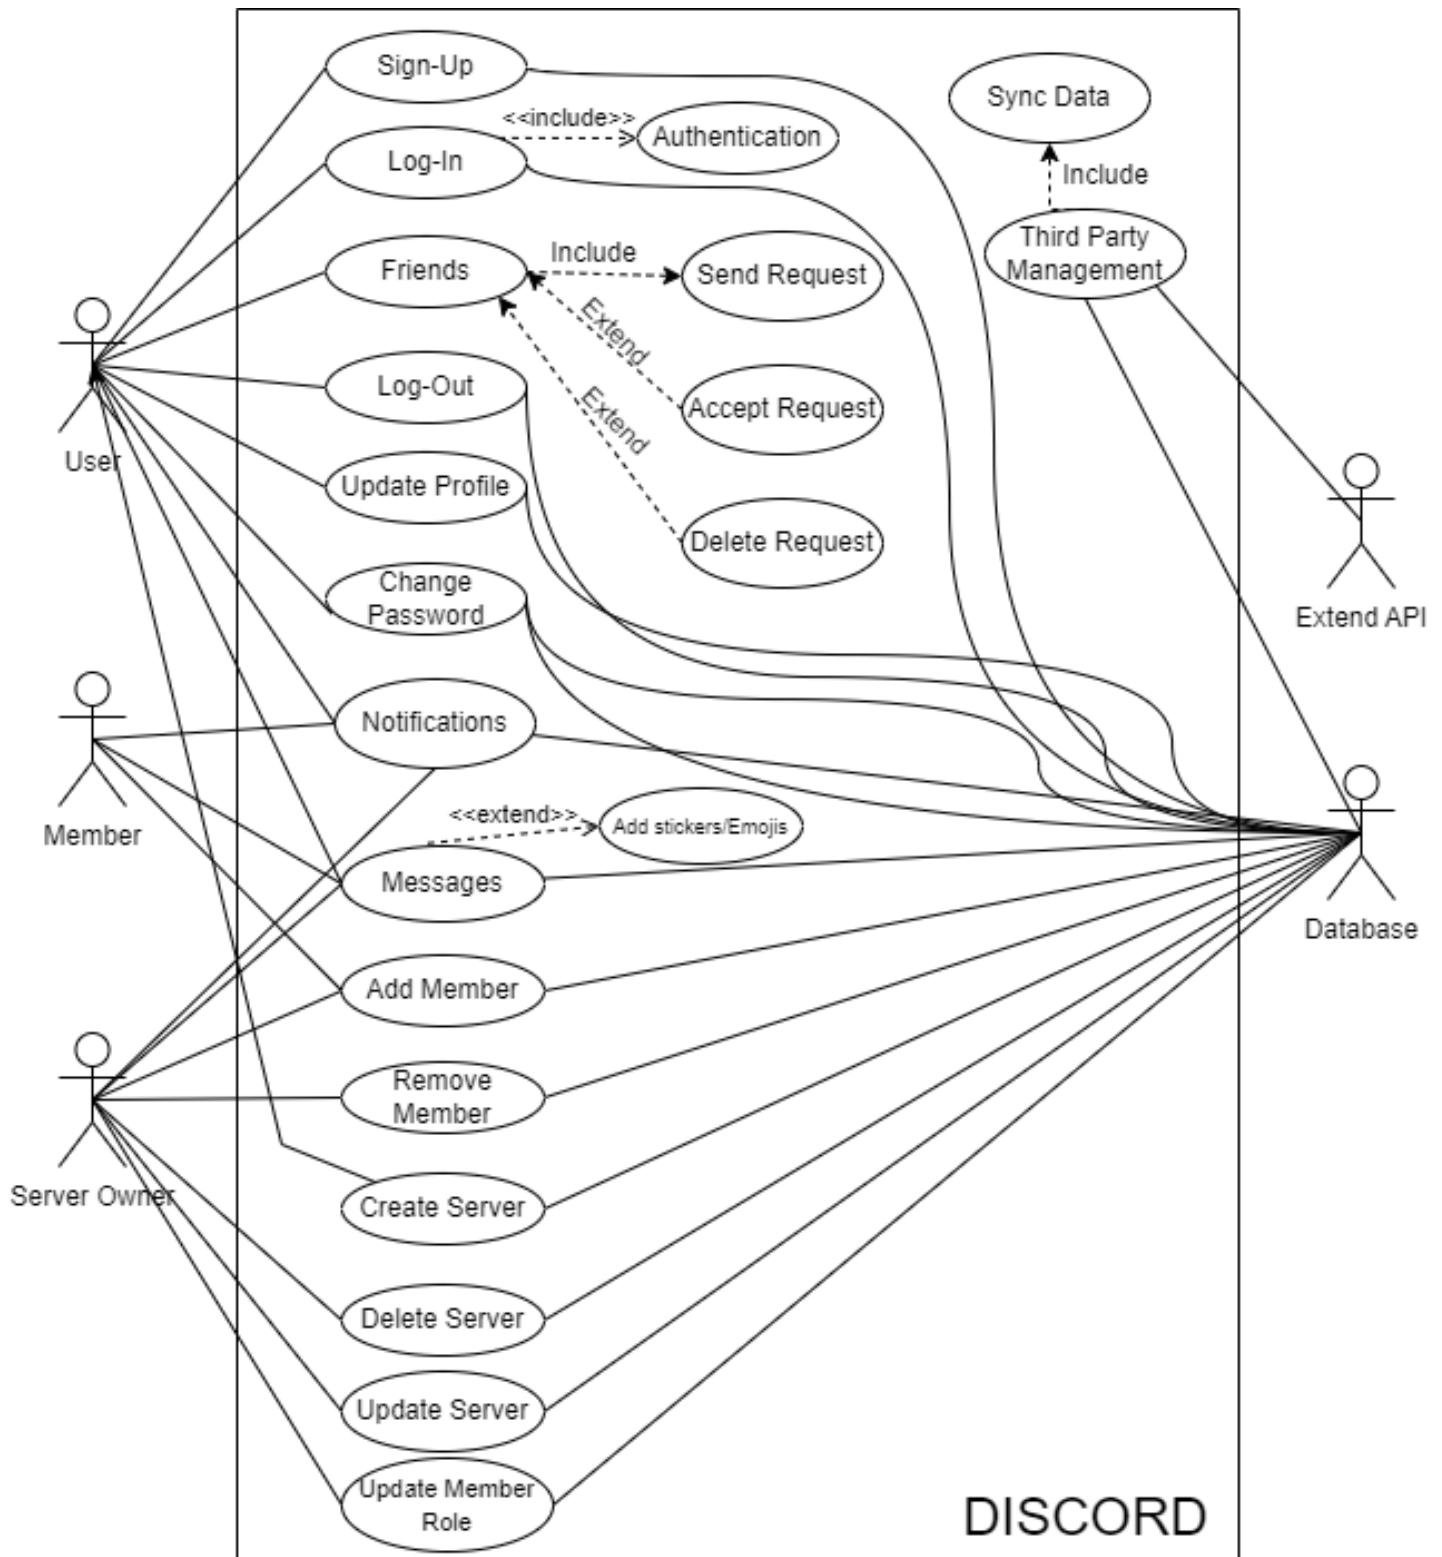 Sign-Up
Sync Data
<<include>>
Authentication
Log-In
Include
Third Party
Management
Friends
Include
Send Request
Extend
Log-Out
Accept Request
Extend
User
Update Profile
Delete Request
Change
Password
Extend API
Notifications
Member
<<extend>>
Add stickers/Emojis
Messages
Database
Add Member
Remove
Member
Server Owner
Create Server
Delete Server
Update Server
Update Member
Role
DISCORD